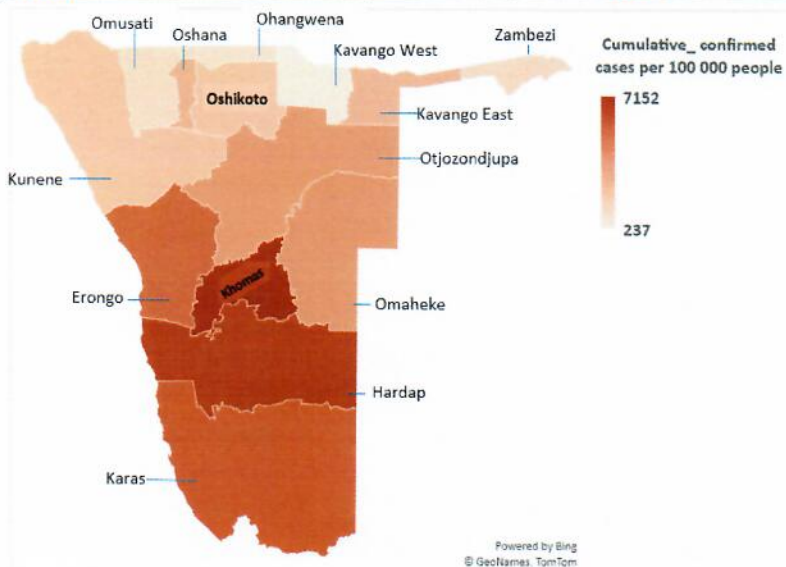 Omusati
Oshana
Ohangwena
Kavango West
Zambezi
Cumulative_ confirmed
cases per 100 000 people
7152
237
Oshikoto
Kavango East
Otjozondjupa
Kunene
Khomas
Erongo
Omaheke
Hardap
Karas
Powered by Bing
© GeoNames, TomTom